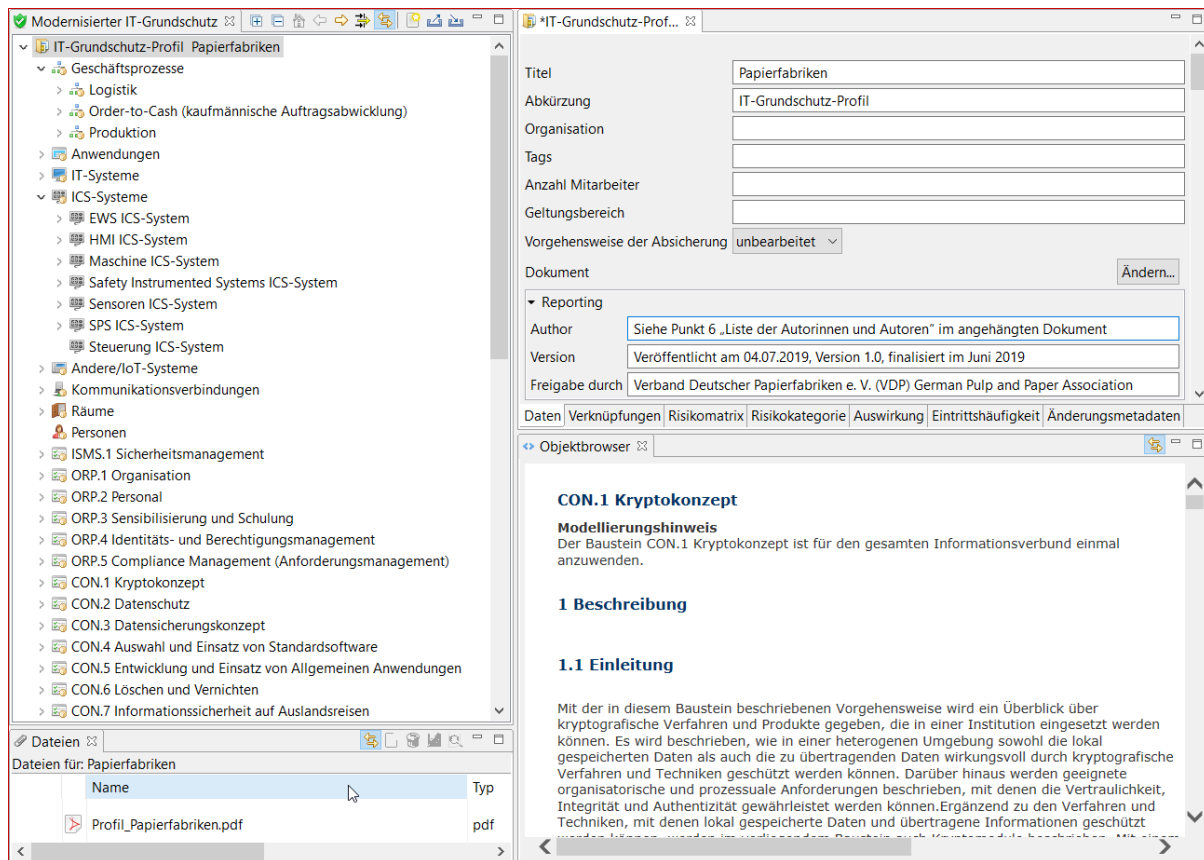 Modernisierter IT-Grundschutz
IT-Grundschutz-Profil Papierfabriken
Geschäftsprozesse
Logistik
Order-to-Cash (kaufmännische Auftragsabwicklung)
Produktion
Anwendungen
IT-Systeme
ICS-Systeme
EWS ICS-System
HMI ICS-System
Maschine ICS-System
Safety Instrumented Systems ICS-System
Sensoren ICS-System
SPS ICS-System
Steuerung ICS-System
Andere/IoT-Systeme
Kommunikationsverbindungen
Räume
Personen
ISMS.1 Sicherheitsmanagement
ORP.1 Organisation
ORP.2 Personal
ORP.3 Sensibilisierung und Schulung
ORP.4 Identitäts- und Berechtigungsmanagement
ORP.5 Compliance Management (Anforderungsmanagement)
CON.1 Kryptokonzept
CON.2 Datenschutz
CON.3 Datensicherungskonzept
CON.4 Auswahl und Einsatz von Standardsoftware
CON.5 Entwicklung und Einsatz von Allgemeinen Anwendungen
CON.6 Löschen und Vernichten
CON.7 Informationssicherheit auf Auslandsreisen
Dateien
Dateien für: Papierfabriken
Name Typ
Profil_Papierfabriken.pdf pdf
*IT-Grundschutz-Prof...
Titel Papierfabriken
Abkürzung IT-Grundschutz-Profil
Organisation
Tags
Anzahl Mitarbeiter
Geltungsbereich
Vorgehensweise der Absicherung unbearbeitet
Dokument Ändern...
Reporting
Author Siehe Punkt 6 „Liste der Autorinnen und Autoren“ im angehängten Dokument
Version Veröffentlicht am 04.07.2019, Version 1.0, finalisiert im Juni 2019
Freigabe durch Verband Deutscher Papierfabriken e. V. (VDP) German Pulp and Paper Association
Daten Verknüpfungen Risikomatrix Risikokategorie Auswirkung Eintrittshäufigkeit Änderungsmetadaten
Objektbrowser
CON.1 Kryptokonzept
Modellierungshinweis
Der Baustein CON.1 Kryptokonzept ist für den gesamten Informationsverbund einmal
anzuwenden.
1 Beschreibung
1.1 Einleitung
Mit der in diesem Baustein beschriebenen Vorgehensweise wird ein Überblick über
kryptografische Verfahren und Produkte gegeben, die in einer Institution eingesetzt werden
können. Es wird beschrieben, wie in einer heterogenen Umgebung sowohl die lokal
gespeicherten Daten als auch die zu übertragenden Daten wirkungsvoll durch kryptografische
Verfahren und Techniken geschützt werden können. Darüber hinaus werden geeignete
organisatorische und prozessuale Anforderungen beschrieben, mit denen die Vertraulichkeit,
Integrität und Authentizität gewährleistet werden können.Ergänzend zu den Verfahren und
Techniken, mit denen lokal gespeicherte Daten und übertragene Informationen geschützt